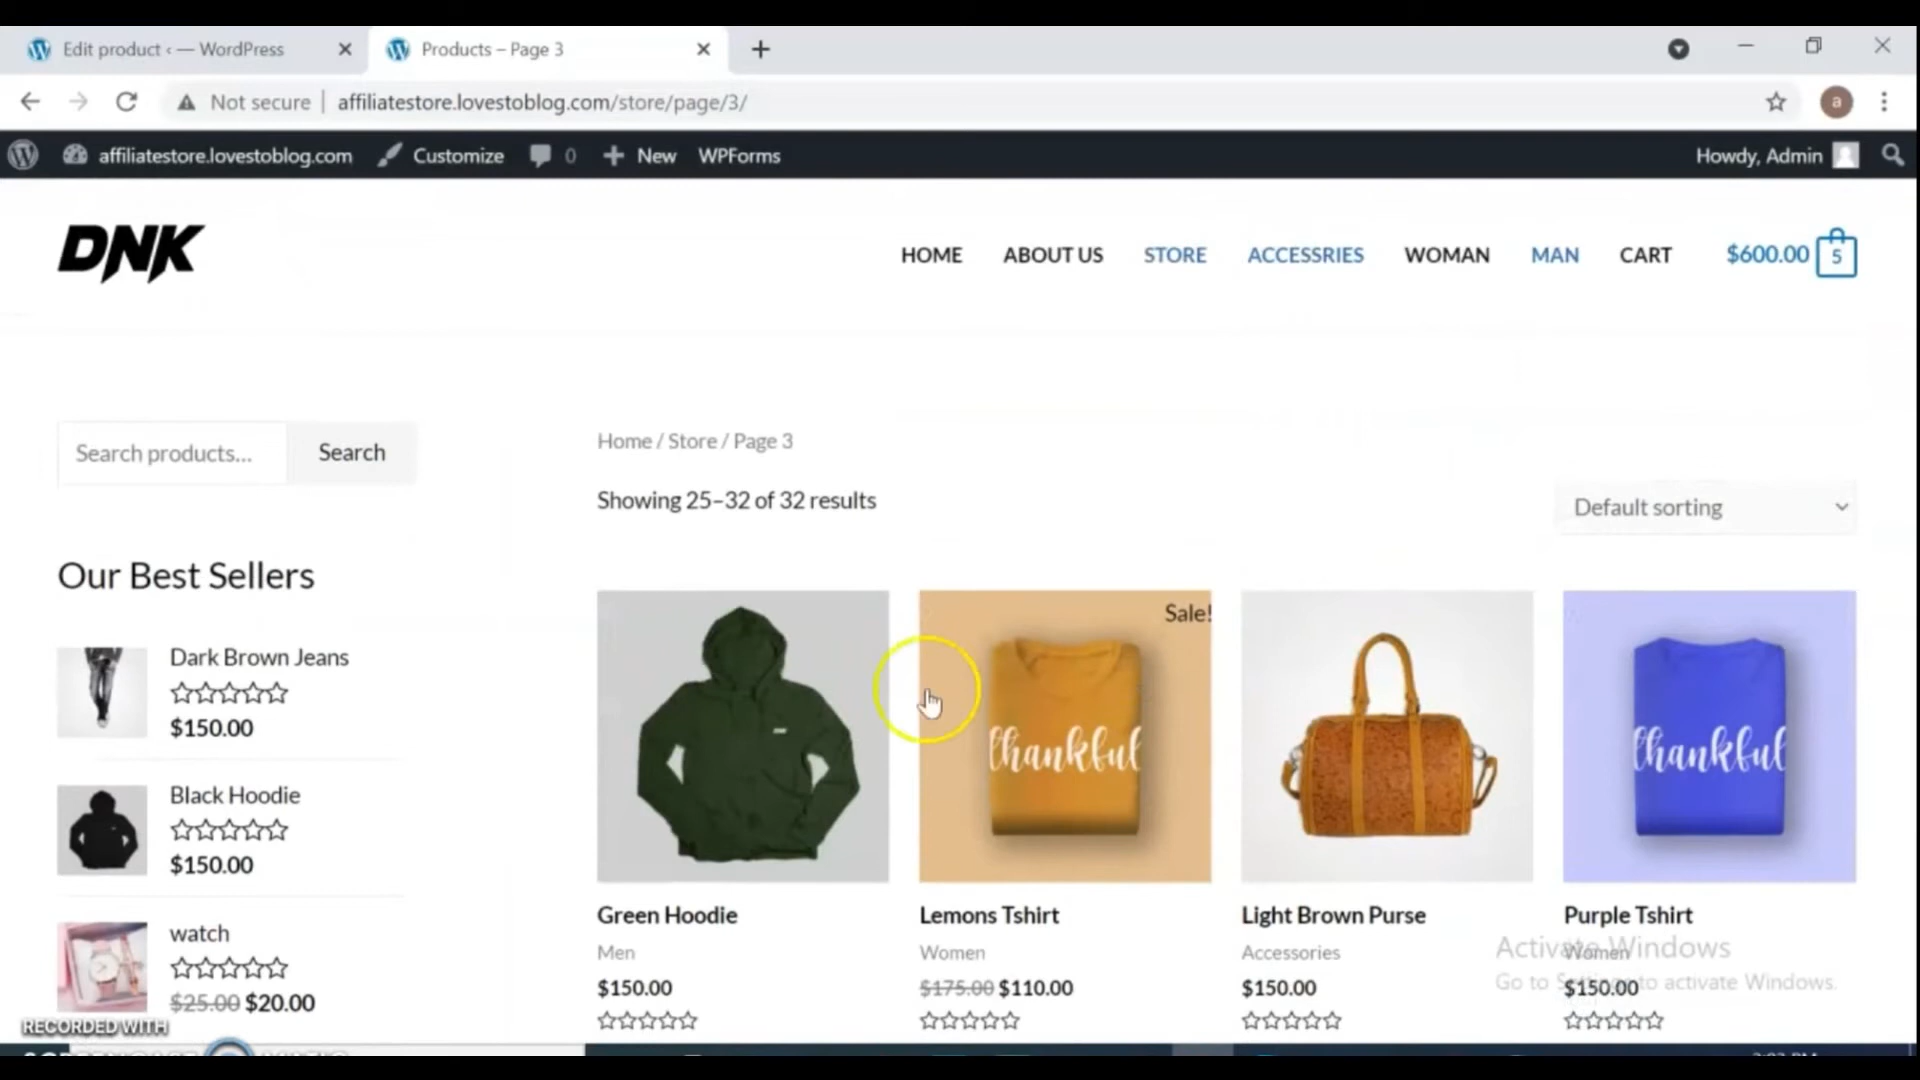 Edit product ‹ — WordPress
Products – Page 3
Not secure
affiliatestore.lovestoblog.com/store/page/3/
a
affiliatestore.lovestoblog.com
Customize
0
New
WPForms
Howdy, Admin
DNK
HOME
ABOUT US
STORE
ACCESSRIES
WOMAN
MAN
CART
$600.00
5
Search products...
Search
Home / Store / Page 3
Showing 25–32 of 32 results
Default sorting
Our Best Sellers
Dark Brown Jeans
$150.00
Black Hoodie
$150.00
watch
$25.00 $20.00
Sale!
thankful
thankful
Green Hoodie
Men
$150.00
Lemons Tshirt
Women
$175.00 $110.00
Light Brown Purse
Accessories
$150.00
Purple Tshirt
Women
$150.00
Activate Windows
Go to Settings to activate Windows.
RECORDED WITH